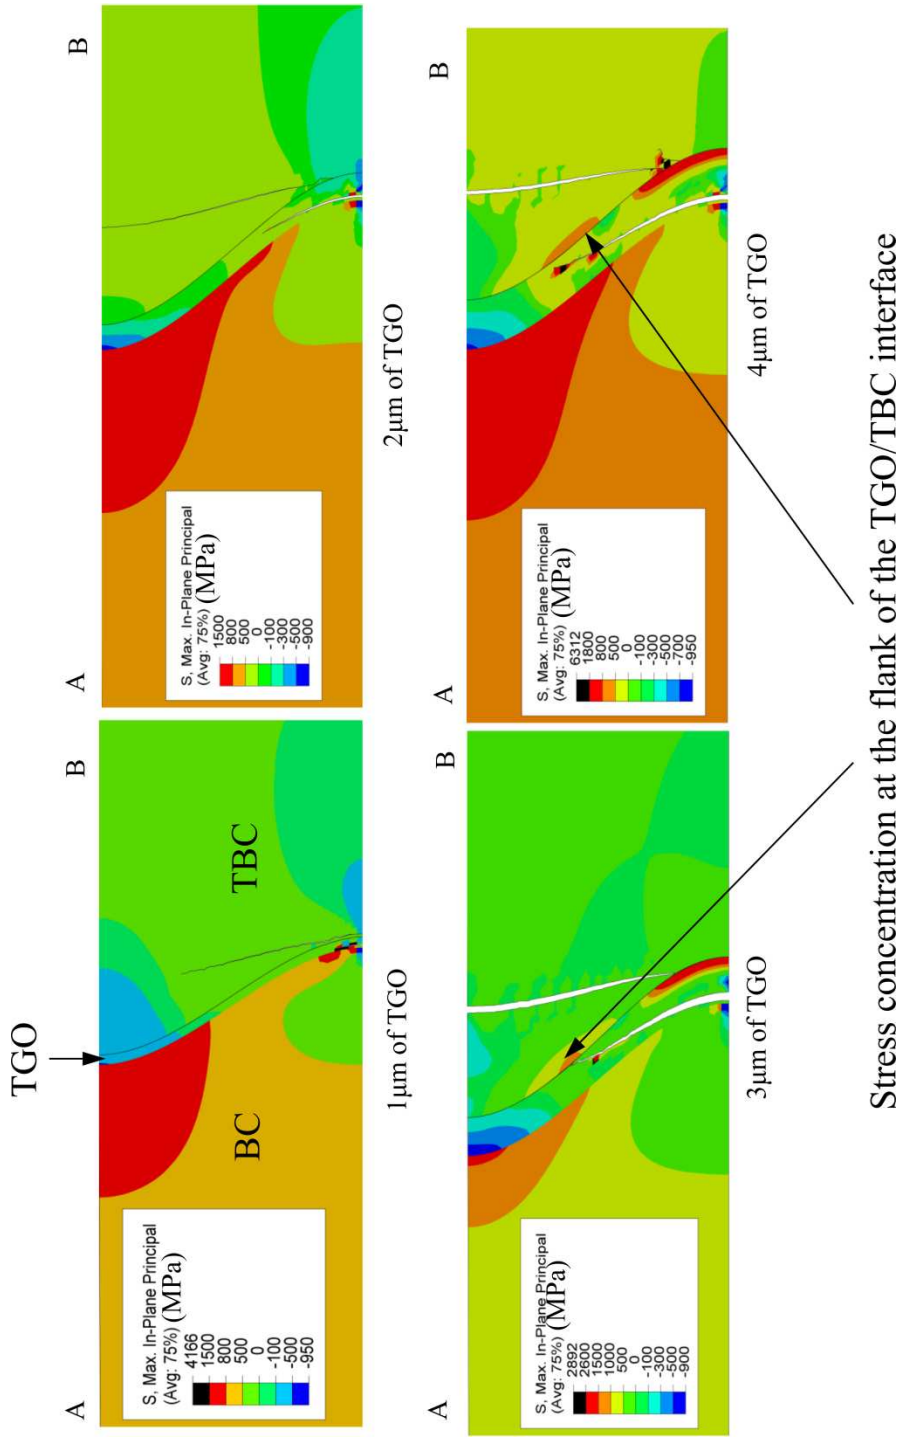 TGO
A
B
BC
TBC
S, Max. In-Plane Principal
(Avg: 75%) (MPa)
4166
1500
800
500
0
-100
-500
-950
1μm of TGO
A
B
S, Max. In-Plane Principal
(Avg: 75%) (MPa)
1500
800
500
0
-100
-300
-500
-900
2μm of TGO
A
B
S, Max. In-Plane Principal
(Avg: 75%) (MPa)
2892
2600
1500
1000
500
0
-100
-300
-500
-900
3μm of TGO
A
B
S, Max. In-Plane Principal
(Avg: 75%) (MPa)
6312
1800
800
500
0
-100
-300
-500
-700
-950
4μm of TGO
Stress concentration at the flank of the TGO/TBC interface